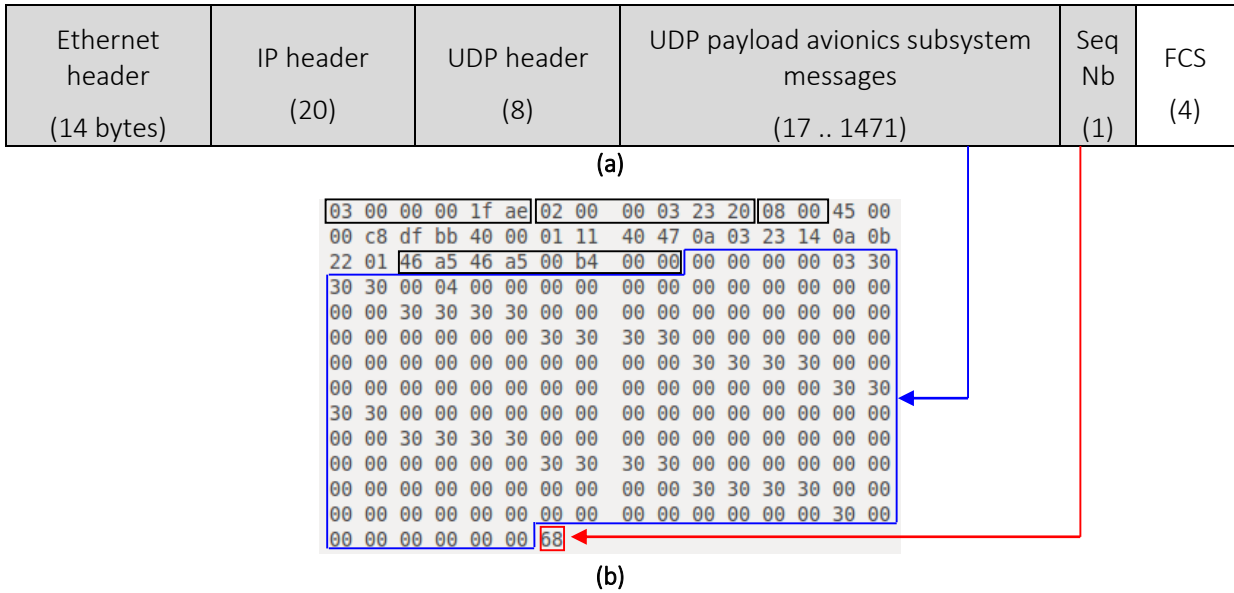 Ethernet header (14 bytes)
IP header (20)
UDP header (8)
UDP payload avionics subsystem messages (17 .. 1471)
Seq Nb (1)
FCS (4)
(a)
03 00 00 00 1f ae 02 00 00 03 23 20 08 00 45 00
00 c8 df bb 40 00 01 11 40 47 0a 03 23 14 0a 0b
22 01 46 a5 46 a5 00 b4 00 00 00 00 00 00 03 30
30 30 00 04 00 00 00 00 00 00 00 00 00 00 00 00
00 00 30 30 30 30 00 00 00 00 00 00 00 00 00 00
00 00 00 00 00 00 30 30 30 30 00 00 00 00 00 00
00 00 00 00 00 00 00 00 00 00 30 30 30 30 00 00
00 00 00 00 00 00 00 00 00 00 00 00 00 00 30 30
30 30 00 00 00 00 00 00 00 00 00 00 00 00 00 00
00 00 30 30 30 30 00 00 00 00 00 00 00 00 00 00
00 00 00 00 00 00 30 30 30 30 00 00 00 00 00 00
00 00 00 00 00 00 00 00 00 00 30 30 30 30 00 00
00 00 00 00 00 00 00 00 00 00 00 00 00 00 30 00
00 00 00 00 00 00 68
(b)